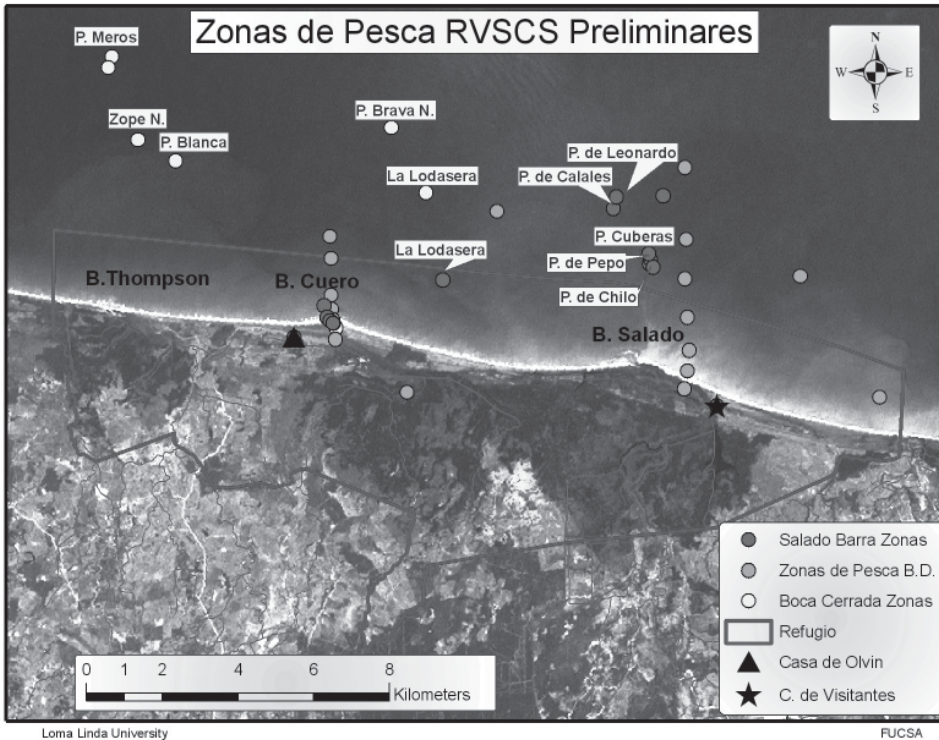 Zonas de Pesca RVSCS Preliminares
N
W E
S
P. Meros
Zope N.
P. Blanca
P. Brava N.
La Lodasera
P. de Leonardo
P. de Calales
P. Cuberas
La Lodasera
P. de Pepo
P. de Chilo
B.Thompson
B. Cuero
B. Salado
Salado Barra Zonas
Zonas de Pesca B.D.
Boca Cerrada Zonas
Refugio
Casa de Olvin
C. de Visitantes
0 1 2 4 6 8
Kilometers
Loma Linda University
FUCSA